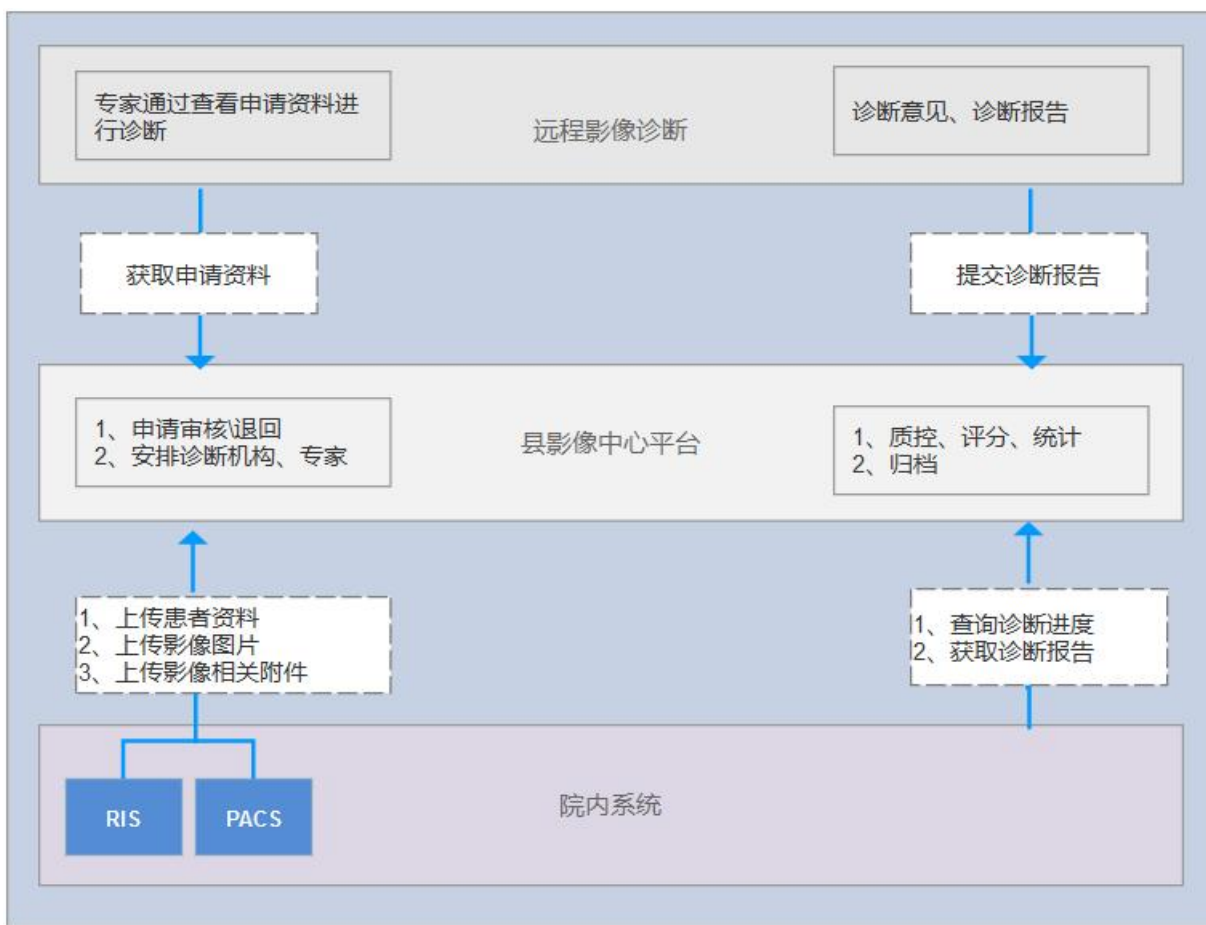 专家通过查看申请资料进
行诊断
远程影像诊断
诊断意见、诊断报告
获取申请资料
提交诊断报告
1、申请审核\退回
2、安排诊断机构、专家
县影像中心平台
1、质控、评分、统计
2、归档
1、上传患者资料
2、上传影像图片
3、上传影像相关附件
1、查询诊断进度
2、获取诊断报告
RIS
PACS
院内系统